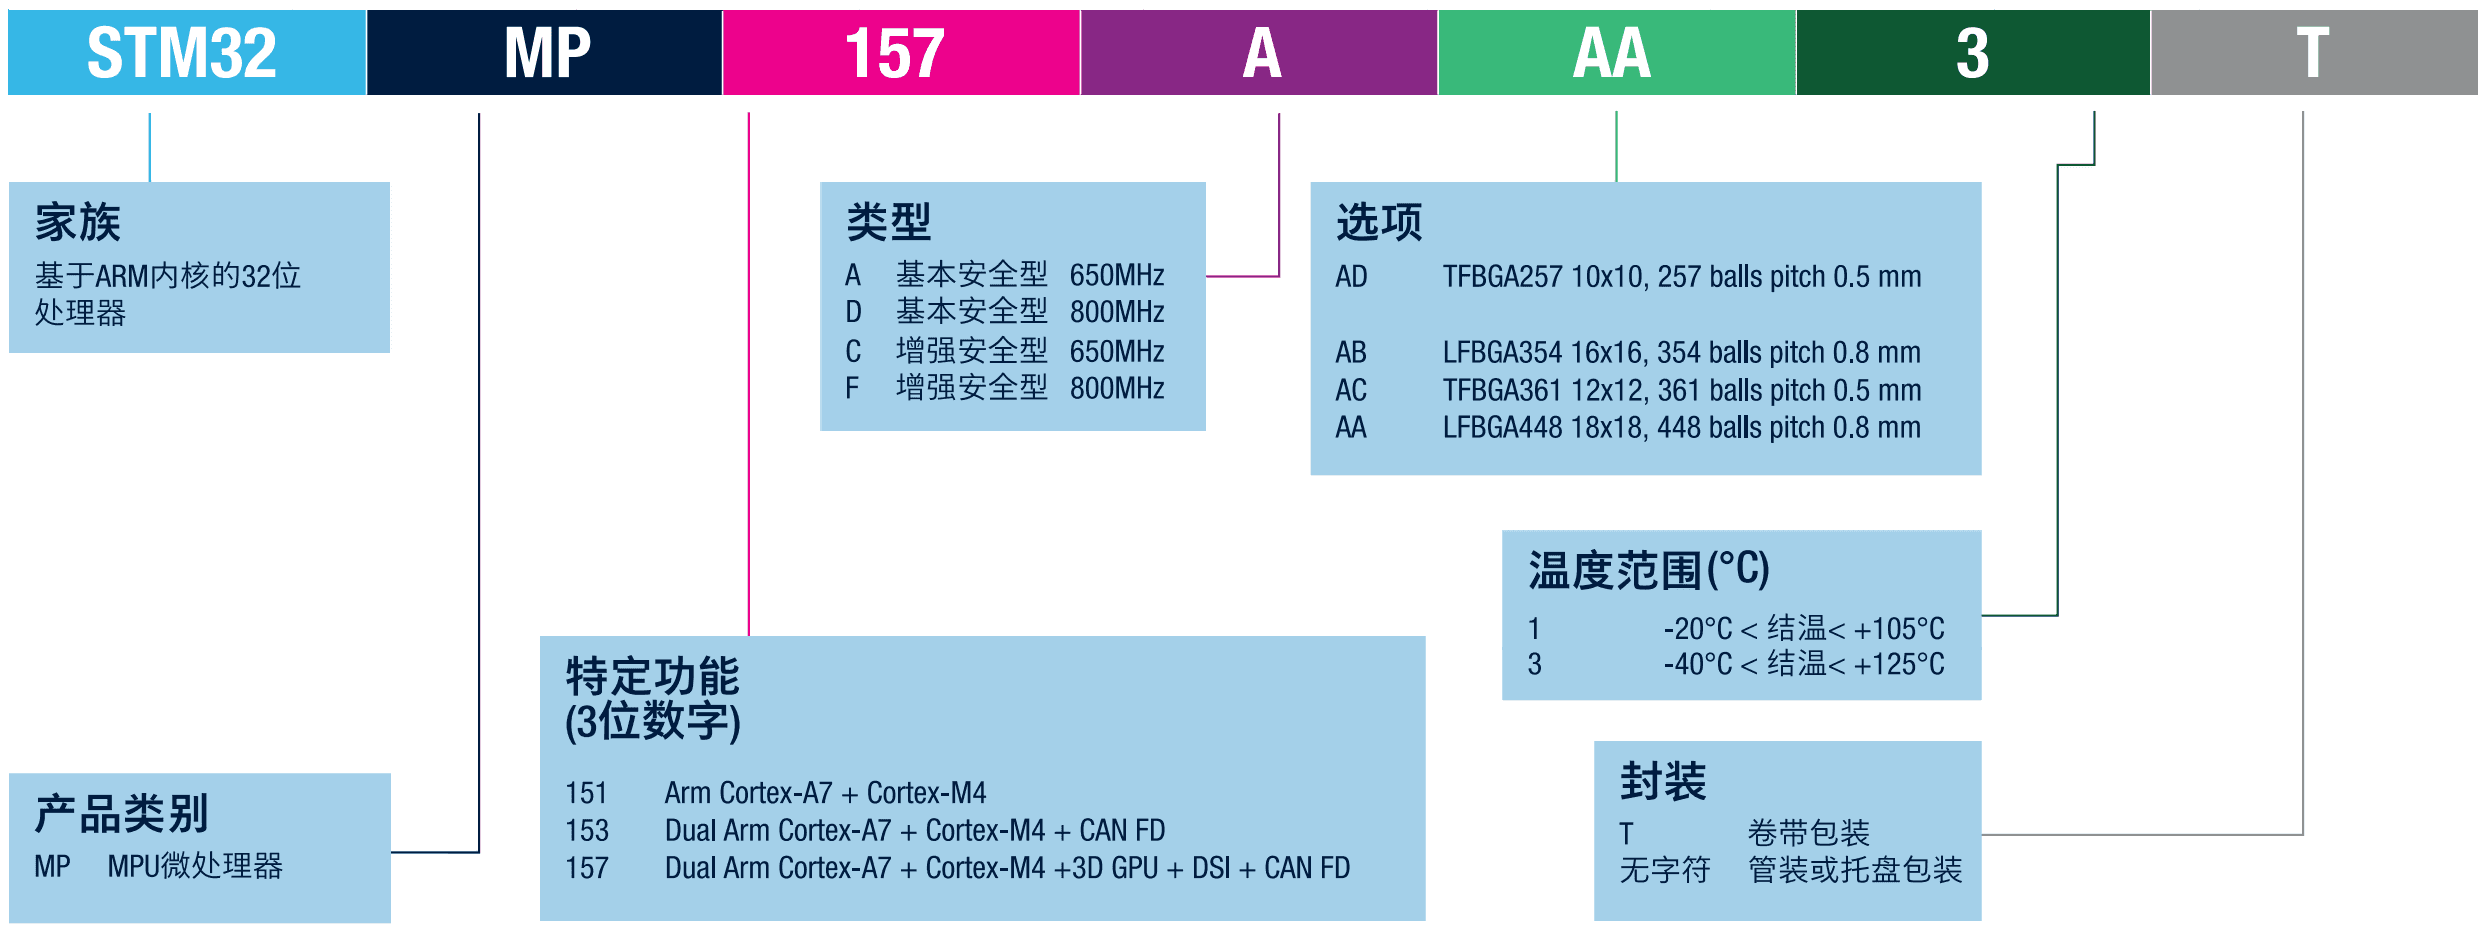 STM32 MP 157 A AA 3 T
家族
基于ARM内核的32位
处理器
类型
A 基本安全型 650MHz
D 基本安全型 800MHz
C 增强安全型 650MHz
F 增强安全型 800MHz
选项
AD TFBGA257 10x10, 257 balls pitch 0.5 mm
AB LFBGA354 16x16, 354 balls pitch 0.8 mm
AC TFBGA361 12x12, 361 balls pitch 0.5 mm
AA LFBGA448 18x18, 448 balls pitch 0.8 mm
温度范围(°C)
1 -20°C < 结温< +105°C
3 -40°C < 结温< +125°C
特定功能
(3位数字)
151 Arm Cortex-A7 + Cortex-M4
153 Dual Arm Cortex-A7 + Cortex-M4 + CAN FD
157 Dual Arm Cortex-A7 + Cortex-M4 +3D GPU + DSI + CAN FD
产品类别
MP MPU微处理器
封装
T 卷带包装
无字符 管装或托盘包装